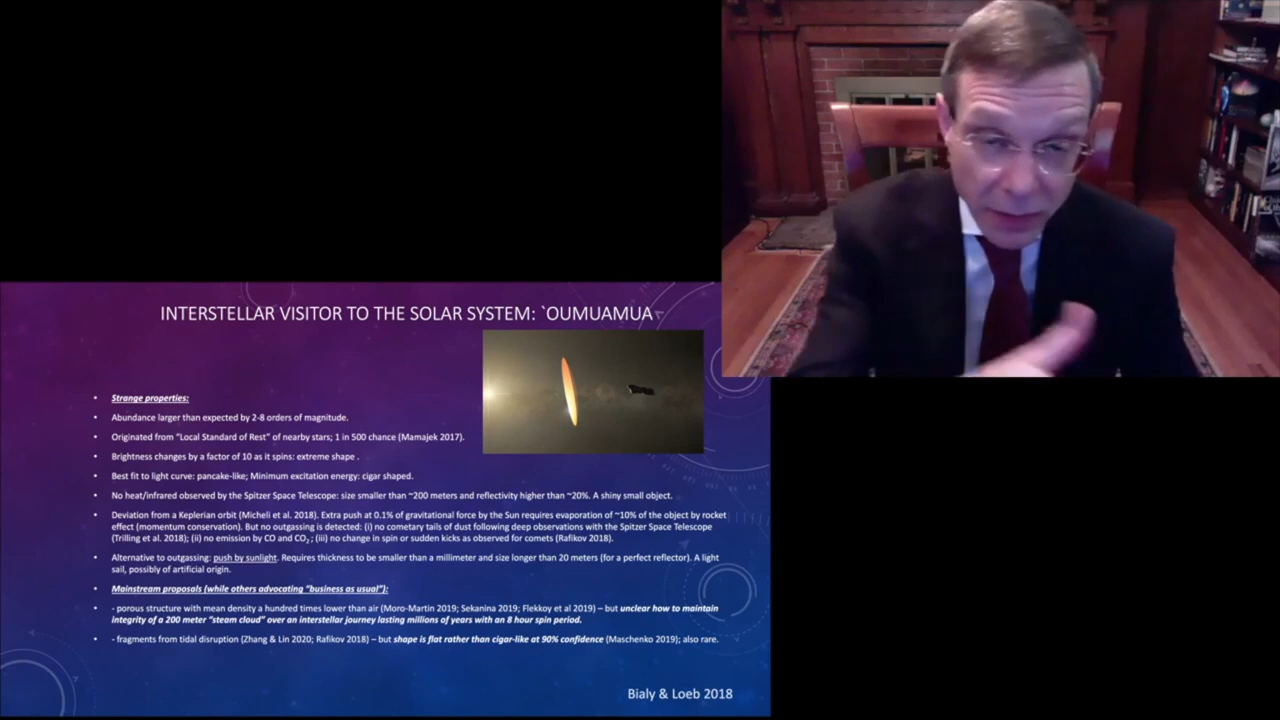 INTERSTELLAR VISITOR TO THE SOLAR SYSTEM: `OUMUAMUA
• Strange properties:
• Abundance larger than expected by 2-8 orders of magnitude.
• Originated from “Local Standard of Rest” of nearby stars; 1 in 500 chance (Mamajek 2017).
• Brightness changes by a factor of 10 as it spins: extreme shape .
• Best fit to light curve: pancake-like; Minimum excitation energy: cigar shaped.
• No heat/infrared observed by the Spitzer Space Telescope: size smaller than ~200 meters and reflectivity higher than ~20%. A shiny small object.
• Deviation from a Keplerian orbit (Micheli et al. 2018). Extra push at 0.1% of gravitational force by the Sun requires evaporation of ~10% of the object by rocket
effect (momentum conservation). But no outgassing is detected: (i) no cometary tails of dust following deep observations with the Spitzer Space Telescope
(Trilling et al. 2018); (ii) no emission by CO and CO2 ; (iii) no change in spin or sudden kicks as observed for comets (Rafikov 2018).
• Alternative to outgassing: push by sunlight. Requires thickness to be smaller than a millimeter and size longer than 20 meters (for a perfect reflector). A light
sail, possibly of artificial origin.
• Mainstream proposals (while others advocating “business as usual”):
• - porous structure with mean density a hundred times lower than air (Moro-Martin 2019; Sekanina 2019; Flekkoy et al 2019) – but unclear how to maintain
integrity of a 200 meter “steam cloud” over an interstellar journey lasting millions of years with an 8 hour spin period.
• - fragments from tidal disruption (Zhang & Lin 2020; Rafikov 2018) – but shape is flat rather than cigar-like at 90% confidence (Maschenko 2019); also rare.
Bialy & Loeb 2018